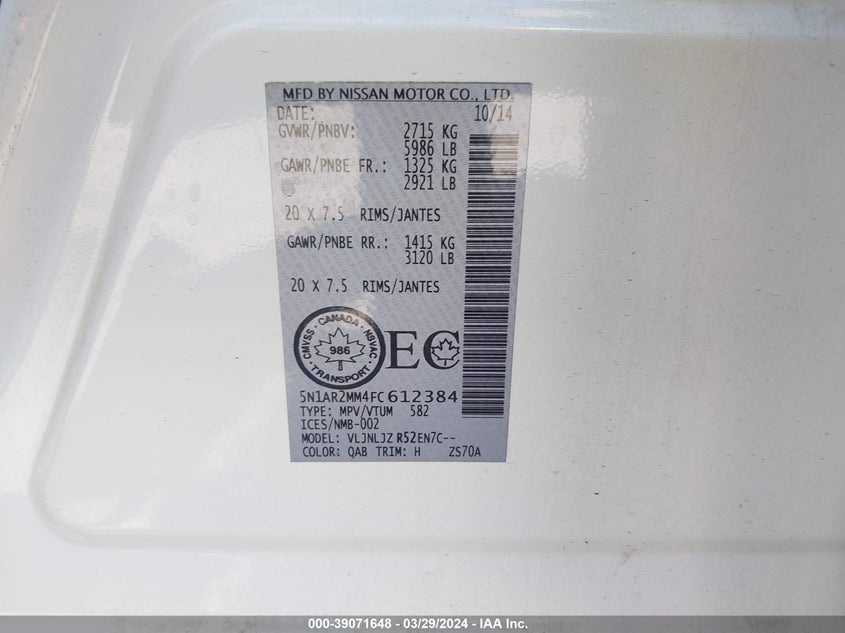 MFD BY NISSAN MOTOR CO., LTD.
DATE: 10/14
GVWR/PNBV: 2715 KG
5986 LB
GAWR/PNBE FR.: 1325 KG
2921 LB
20 X 7.5 RIMS/JANTES
GAWR/PNBE RR.: 1415 KG
3120 LB
20 X 7.5 RIMS/JANTES
CMVSS · CANADA · NSVAC · TRANSPORT ·
986
EC
5N1AR2MM4FC612384
TYPE: MPV/VTUM 582
ICES/NMB-002
MODEL: VLJNLJZ R52EN7C--
COLOR: QAB TRIM: H ZS70A
000-39071648 - 03/29/2024 - IAA Inc.